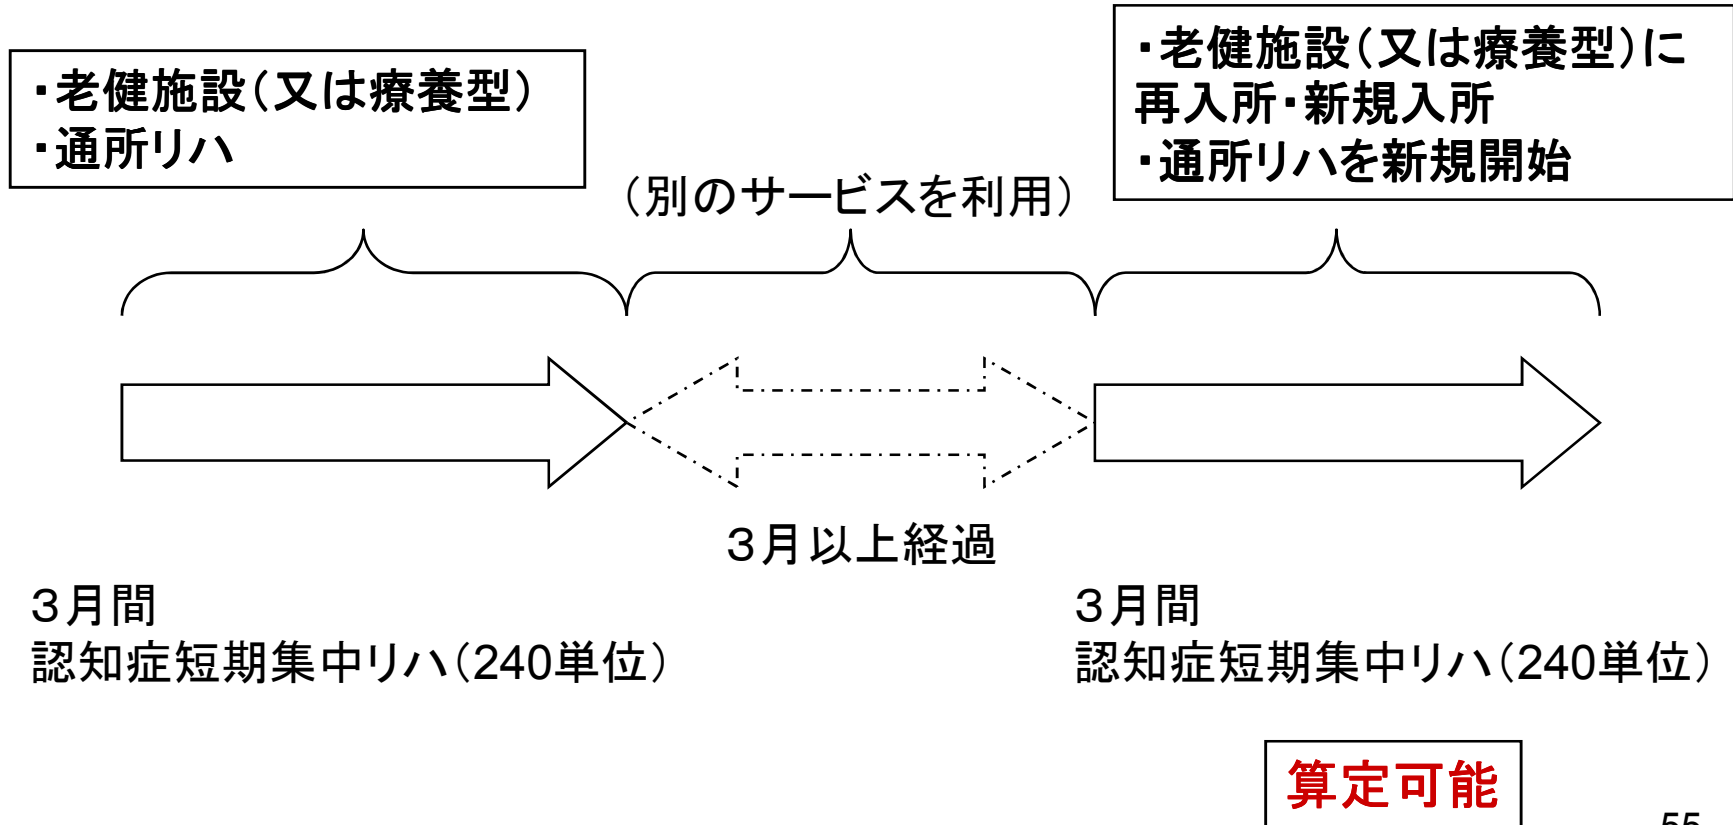 ・老健施設（又は療養型）
・通所リハ
（別のサービスを利用）
・老健施設（又は療養型）に
再入所・新規入所
・通所リハを新規開始
３月以上経過
３月間
認知症短期集中リハ（240単位）
３月間
認知症短期集中リハ（240単位）
算定可能
55